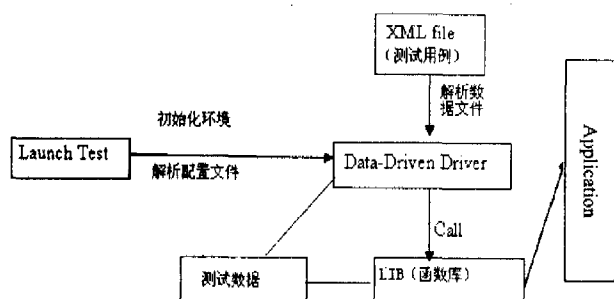 XML file
（测试用例）
解析数
据文件
初始化环境
Launch Test
解析配置文件
Data-Driven Driver
Application
Call
测试数据
LIB（函数库）